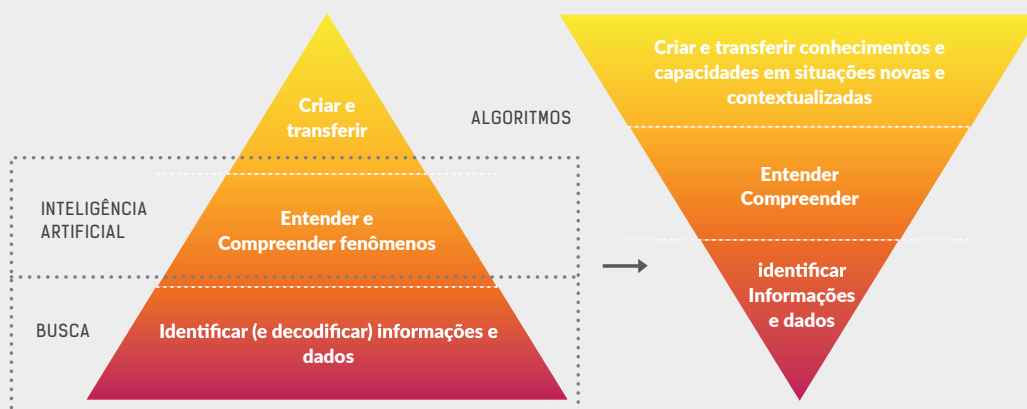 Criar e
transferir
ALGORITMOS
INTELIGÊNCIA
ARTIFICIAL
Entender e
Compreender fenômenos
BUSCA
Identificar (e decodificar) informações e
dados
Criar e transferir conhecimentos e
capacidades em situações novas e
contextualizadas
Entender
Compreender
identificar
Informações
e dados